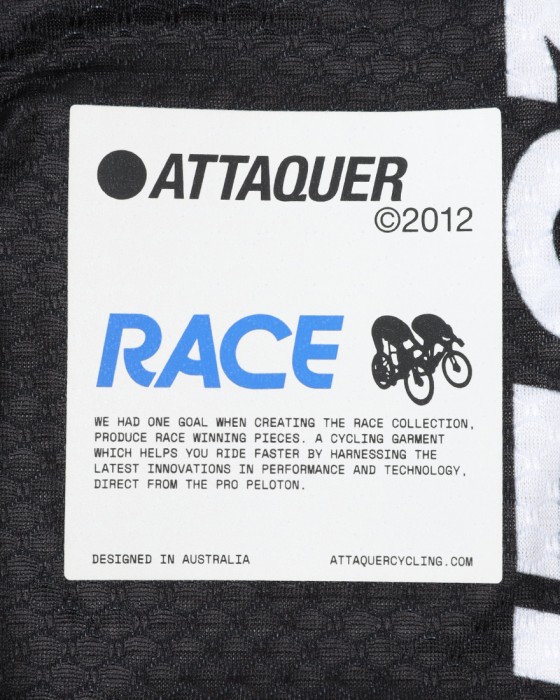 ATTAQUER
©2012
RACE
WE HAD ONE GOAL WHEN CREATING THE RACE COLLECTION,
PRODUCE RACE WINNING PIECES. A CYCLING GARMENT
WHICH HELPS YOU RIDE FASTER BY HARNESSING THE
LATEST INNOVATIONS IN PERFORMANCE AND TECHNOLOGY,
DIRECT FROM THE PRO PELOTON.
DESIGNED IN AUSTRALIA
ATTAQUERCYCLING.COM